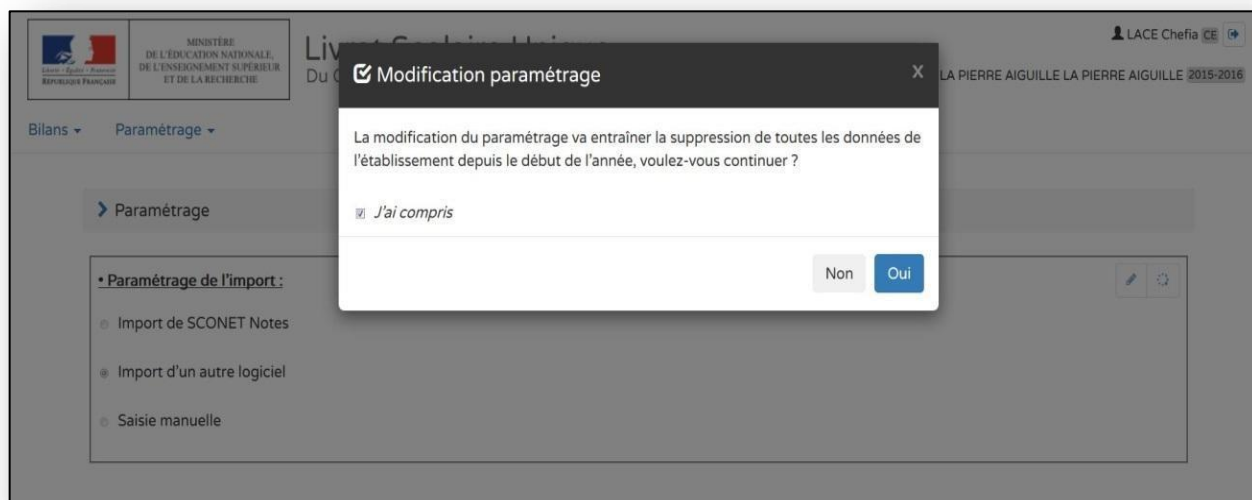 MINISTÈRE
DE L'ÉDUCATION NATIONALE,
DE L'ENSEIGNEMENT SUPÉRIEUR
ET DE LA RECHERCHE
Liberté • Égalité • Fraternité
RÉPUBLIQUE FRANÇAISE
LACE Chefia CE
LA PIERRE AIGUILLE LA PIERRE AIGUILLE 2015-2016
Bilans
Paramétrage
Modification paramétrage
X
La modification du paramétrage va entraîner la suppression de toutes les données de
l'établissement depuis le début de l'année, voulez-vous continuer ?
J'ai compris
Non
Oui
Paramétrage
• Paramétrage de l'import :
Import de SCONET Notes
Import d'un autre logiciel
Saisie manuelle